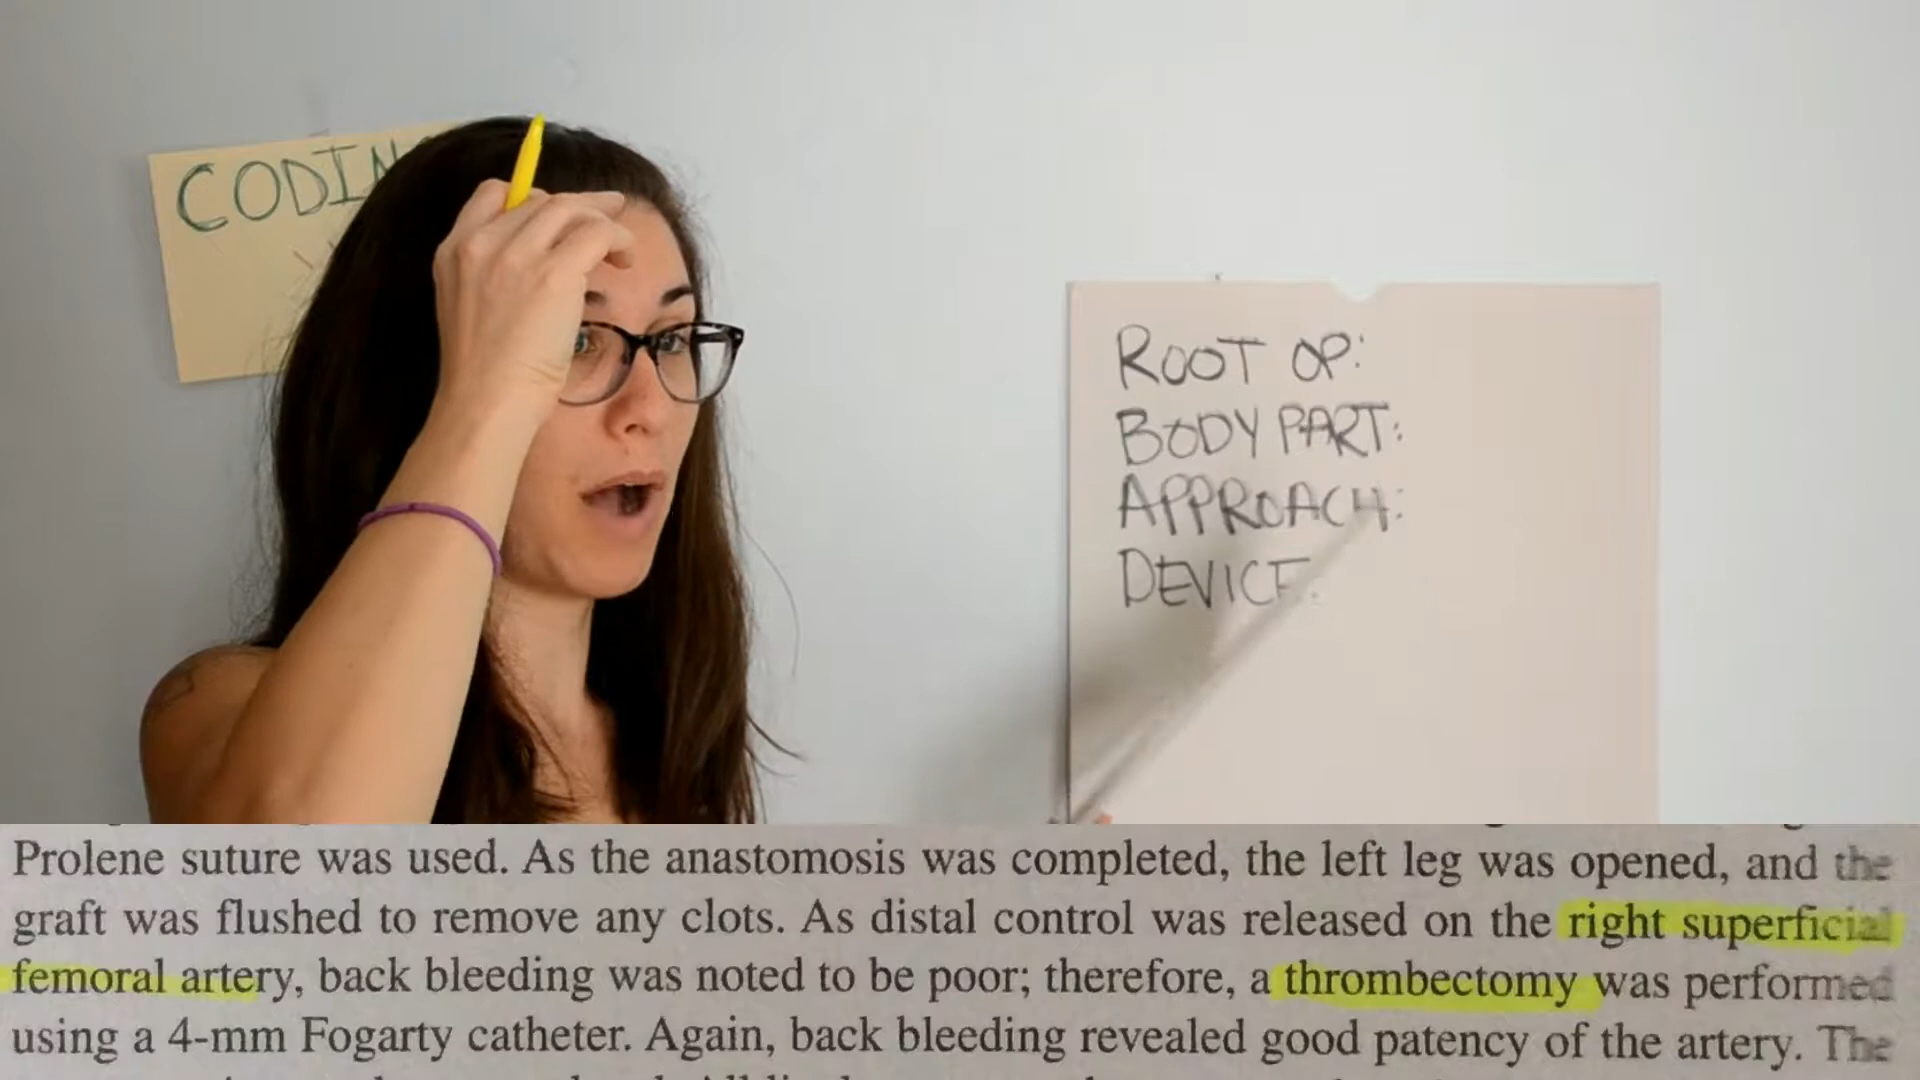 CODIN
ROOT OP:
BODY PART:
APPROACH:
DEVICE:
Prolene suture was used. As the anastomosis was completed, the left leg was opened, and the
graft was flushed to remove any clots. As distal control was released on the right superficial
femoral artery, back bleeding was noted to be poor; therefore, a thrombectomy was performed
using a 4-mm Fogarty catheter. Again, back bleeding revealed good patency of the artery. The